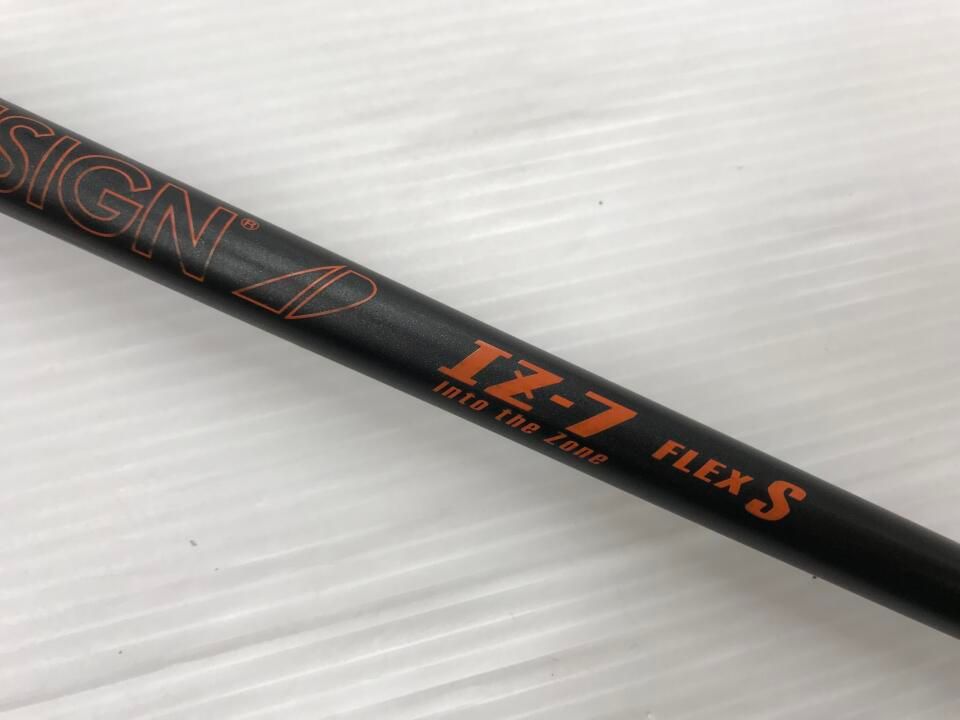 SIGN®
IZ-7 FLEX S
Into the Zone